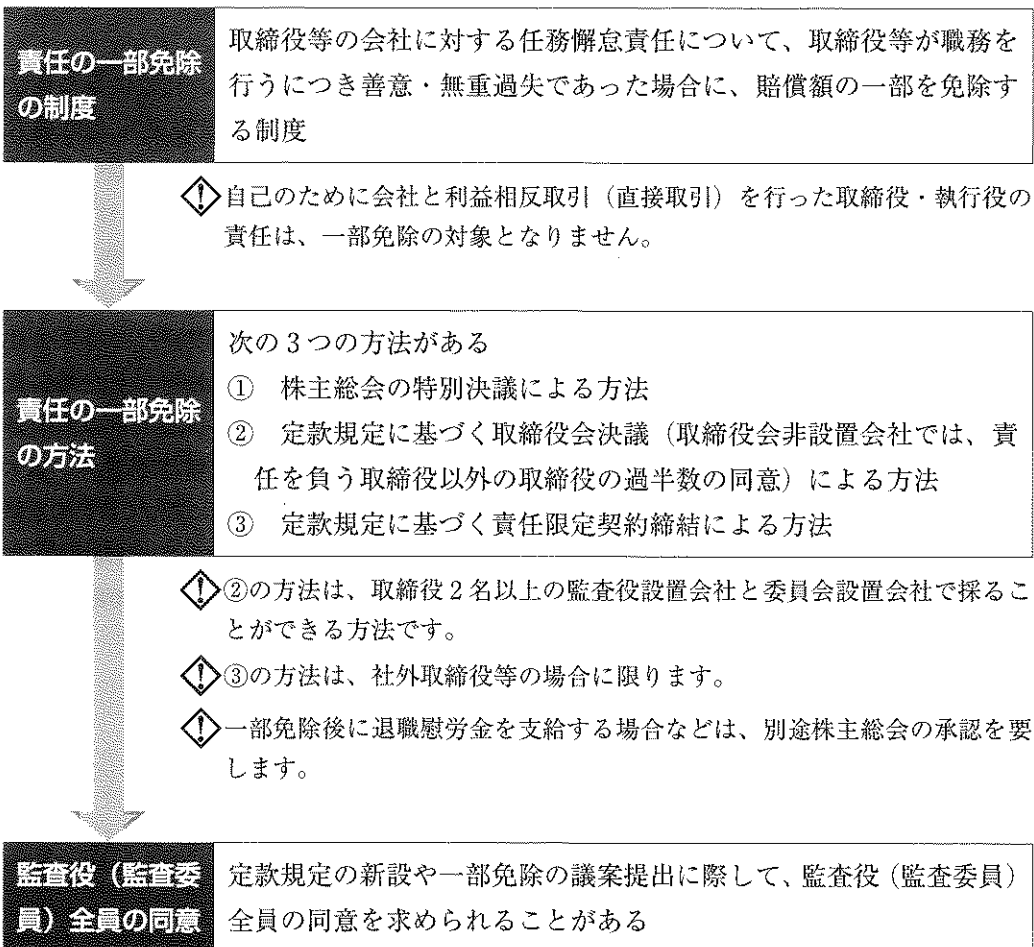 責任の一部免除
の制度
取締役等の会社に対する任務懈怠責任について、取締役等が職務を
行うにつき善意・無重過失であった場合に、賠償額の一部を免除す
る制度
自己のために会社と利益相反取引（直接取引）を行った取締役・執行役の
責任は、一部免除の対象となりません。
責任の一部免除
の方法
次の3つの方法がある
① 株主総会の特別決議による方法
② 定款規定に基づく取締役会決議（取締役会非設置会社では、責
任を負う取締役以外の取締役の過半数の同意）による方法
③ 定款規定に基づく責任限定契約締結による方法
②の方法は、取締役2名以上の監査役設置会社と委員会設置会社で採るこ
とができる方法です。
③の方法は、社外取締役等の場合に限ります。
一部免除後に退職慰労金を支給する場合などは、別途株主総会の承認を要
します。
監査役（監査委
員）全員の同意
定款規定の新設や一部免除の議案提出に際して、監査役（監査委員）
全員の同意を求められることがある